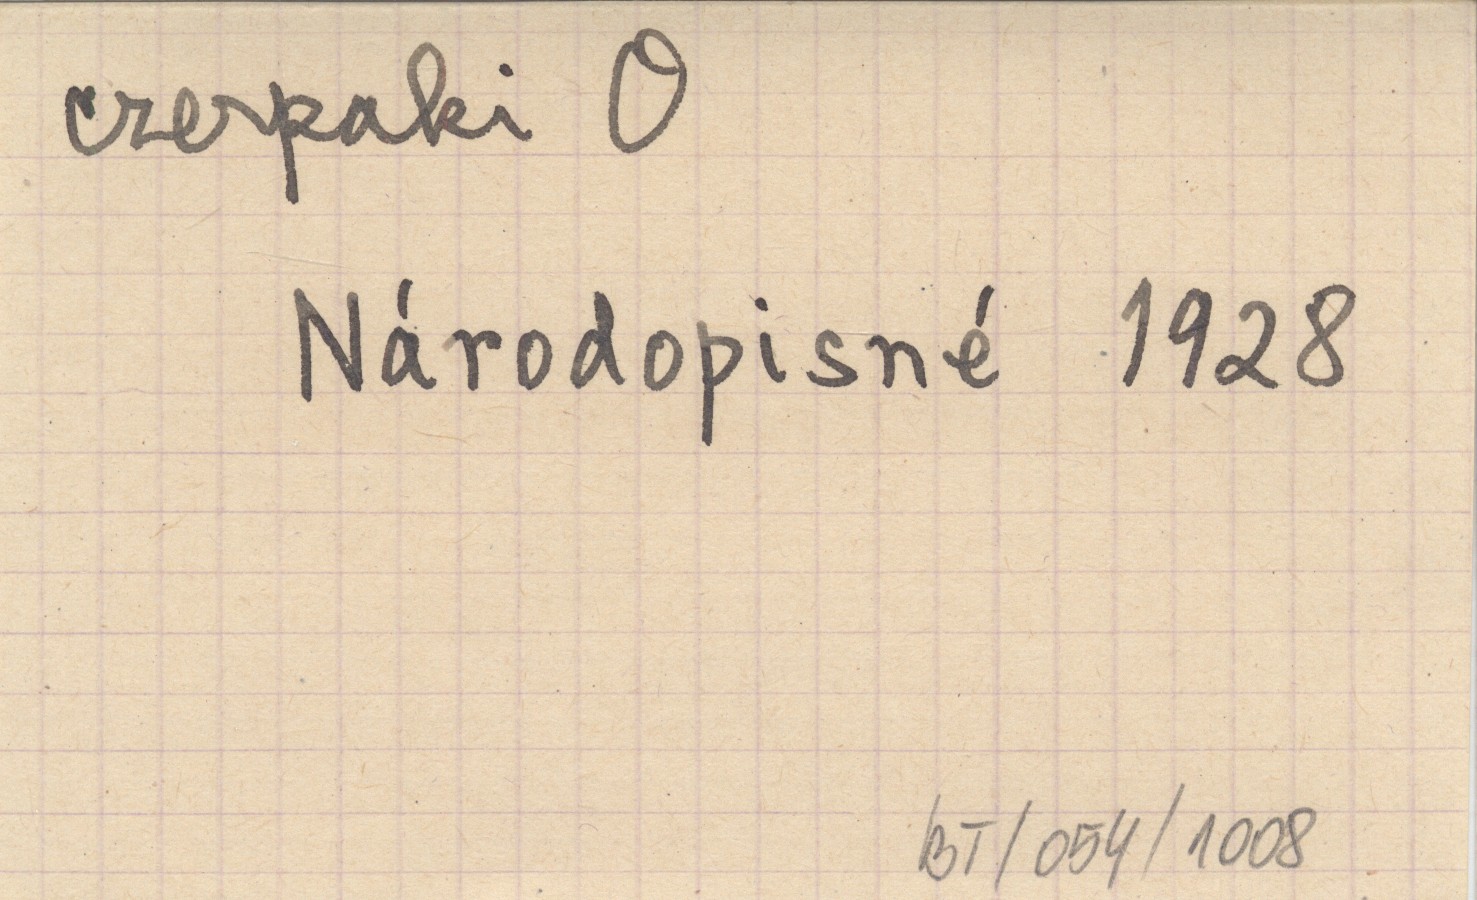 czerpaki O
Národopisné 1928
BT/054/1008